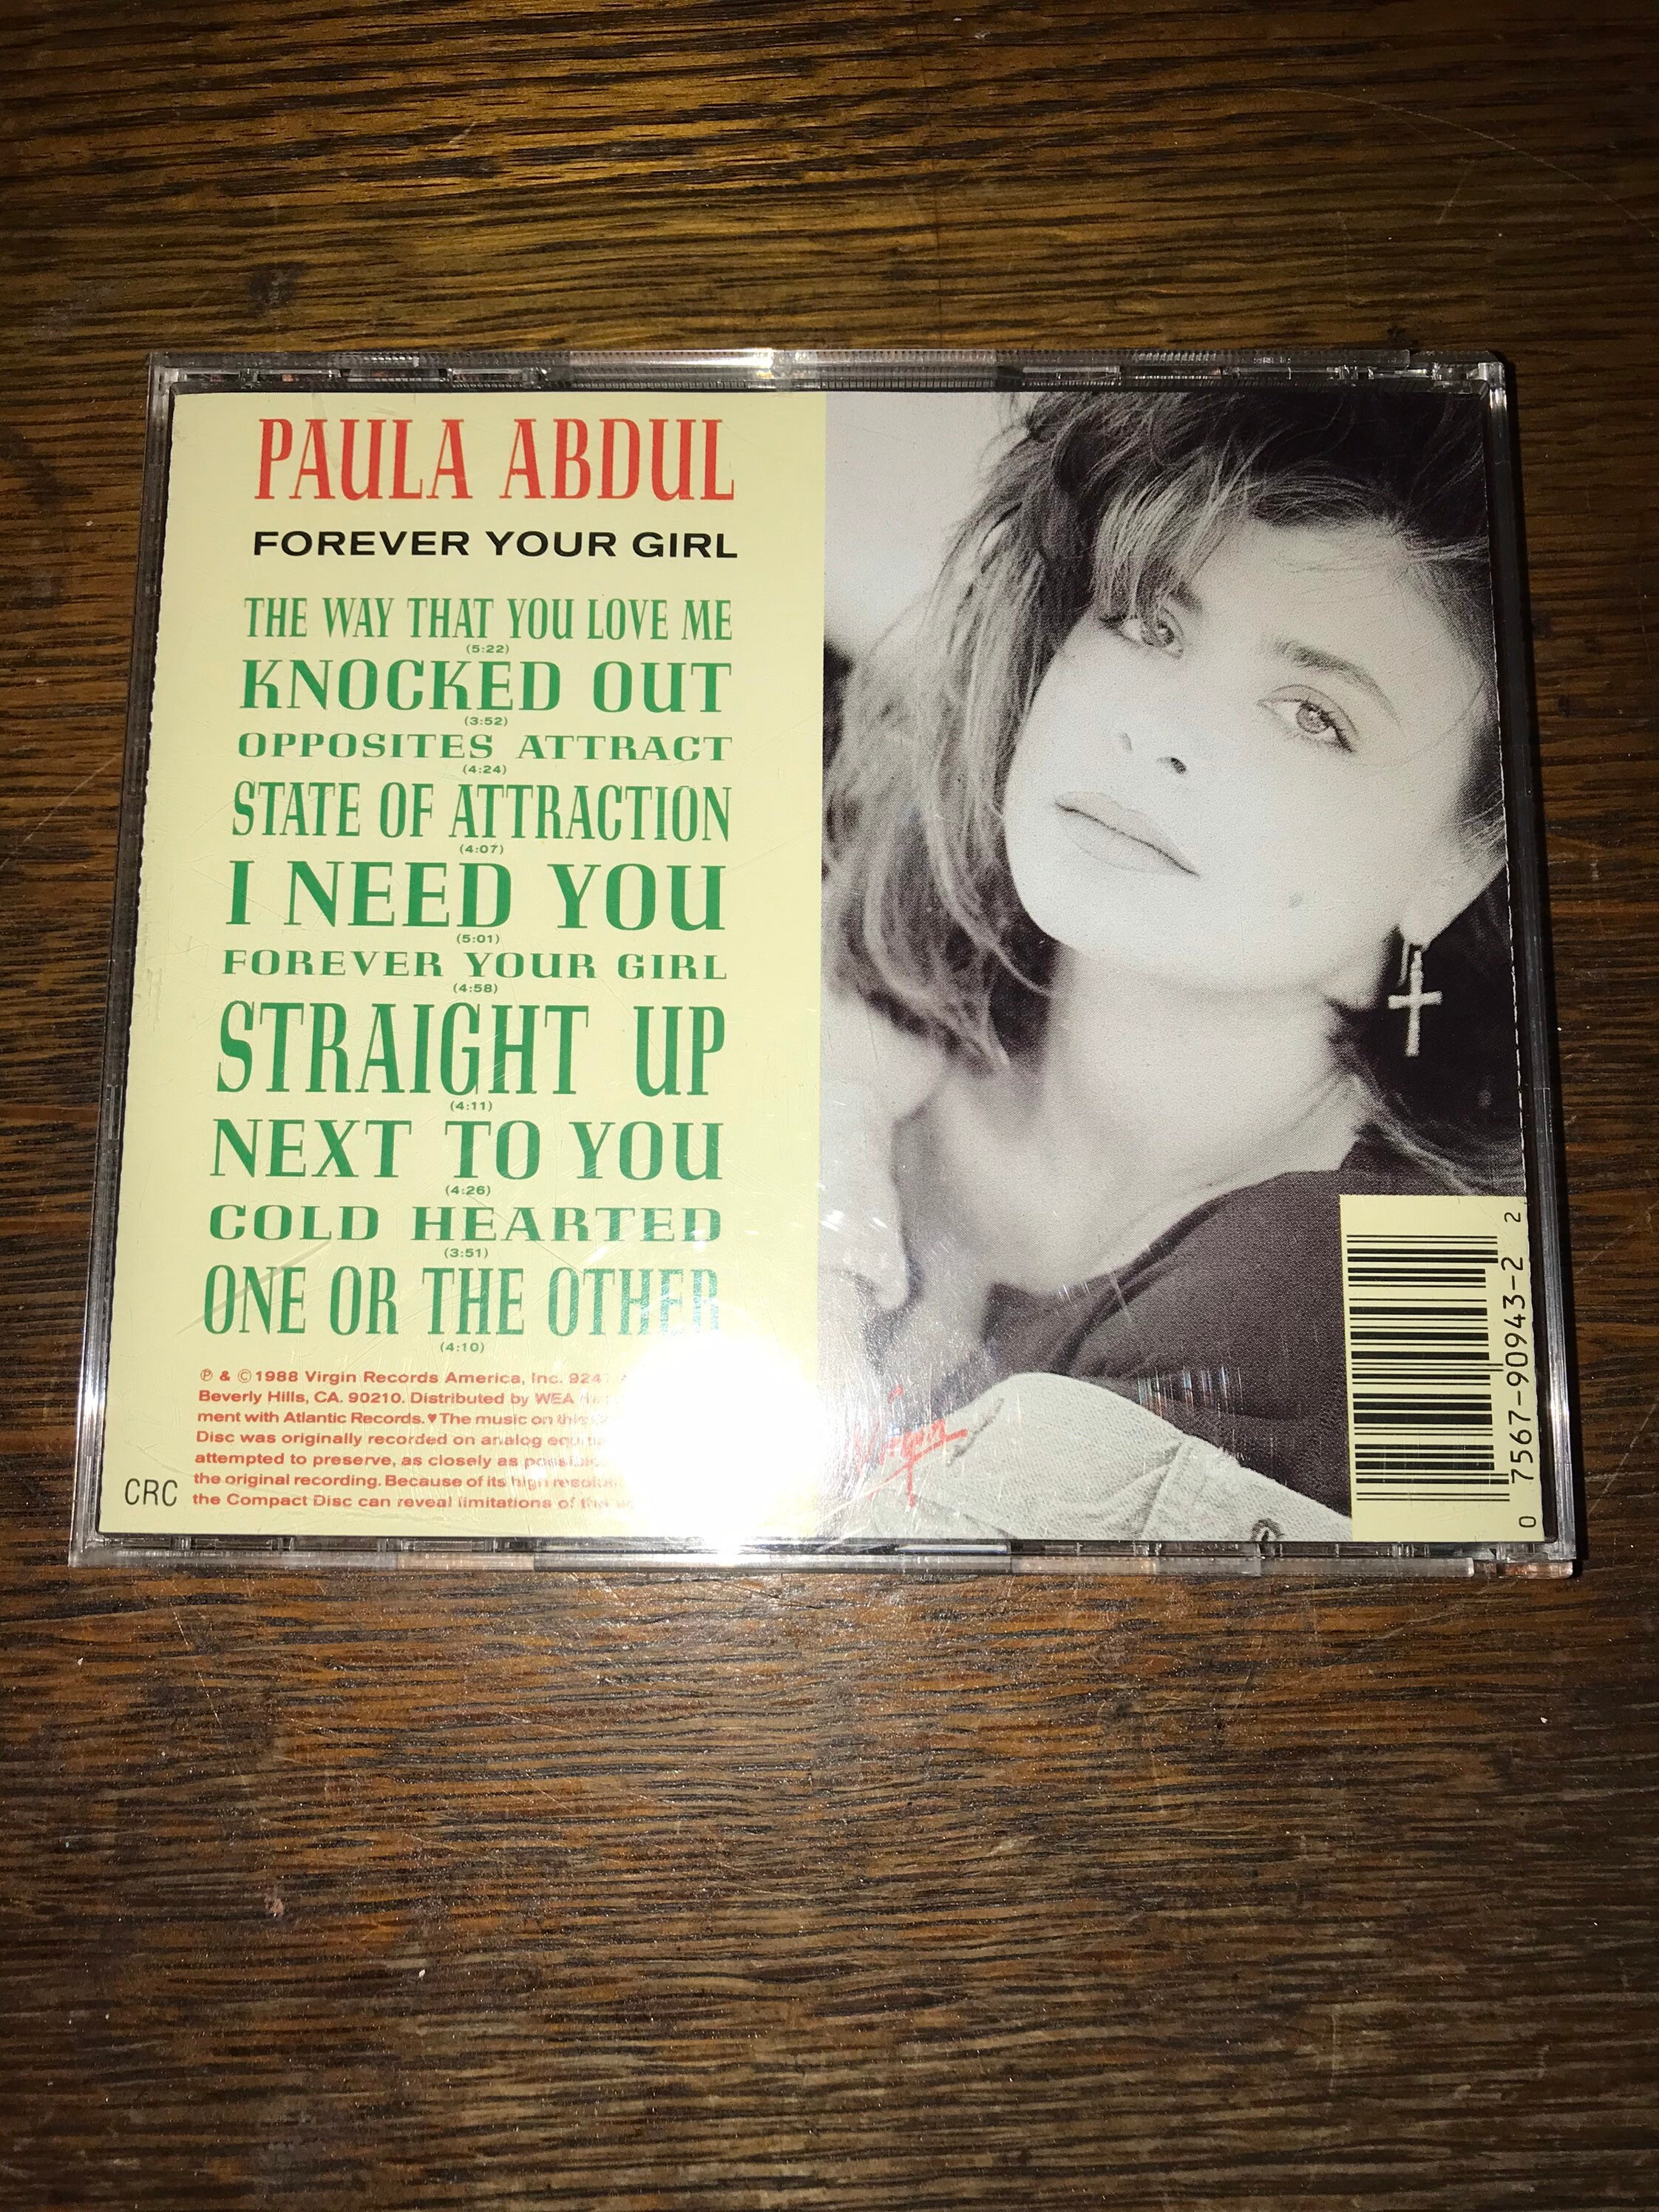 PAULA ABDUL
FOREVER YOUR GIRL
THE WAY THAT YOU LOVE ME
(5:22)
KNOCKED OUT
(3:52)
OPPOSITES ATTRACT
(4:24)
STATE OF ATTRACTION
(4:07)
I NEED YOU
(5:01)
FOREVER YOUR GIRL
(4:58)
STRAIGHT UP
(4:11)
NEXT TO YOU
(4:26)
COLD HEARTED
(3:51)
ONE OR THE OTHER
(4:10)
℗ & ©1988 Virgin Records America, Inc.
Beverly Hills, CA. 90210. Distributed by WEA
ment with Atlantic Records. ♥ The music on this
Disc was originally recorded on analog
attempted to preserve, as closely as
the original recording. Because of its high
the Compact Disc can reveal limitations of the
CRC
Virgin
0 7567-90943-2 2